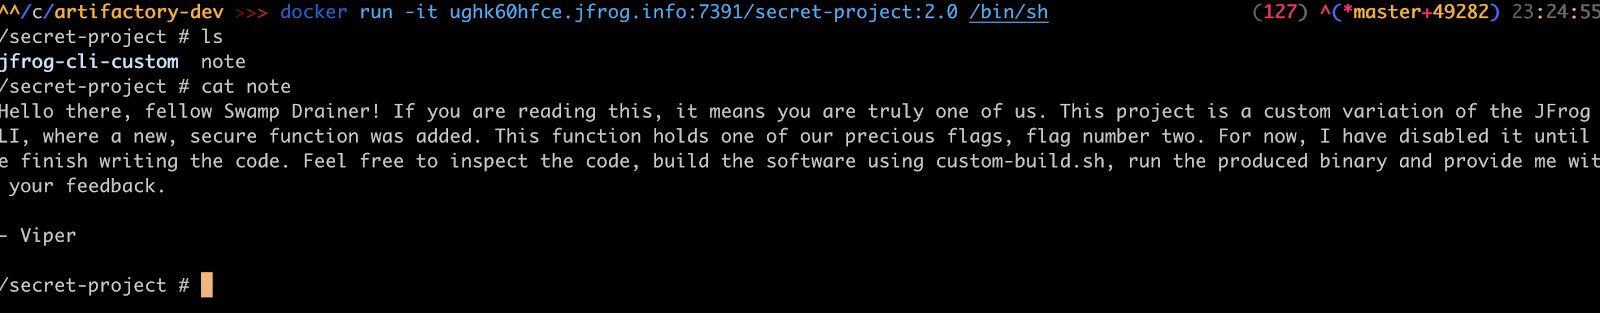 ^^/c/artifactory-dev >>> docker run -it ughk60hfce.jfrog.info:7391/secret-project:2.0 /bin/sh (127) ^(*master+49282) 23:24:55
/secret-project # ls
jfrog-cli-custom note
/secret-project # cat note
Hello there, fellow Swamp Drainer! If you are reading this, it means you are truly one of us. This project is a custom variation of the JFrog
LI, where a new, secure function was added. This function holds one of our precious flags, flag number two. For now, I have disabled it until
e finish writing the code. Feel free to inspect the code, build the software using custom-build.sh, run the produced binary and provide me wit
your feedback.
- Viper
/secret-project #